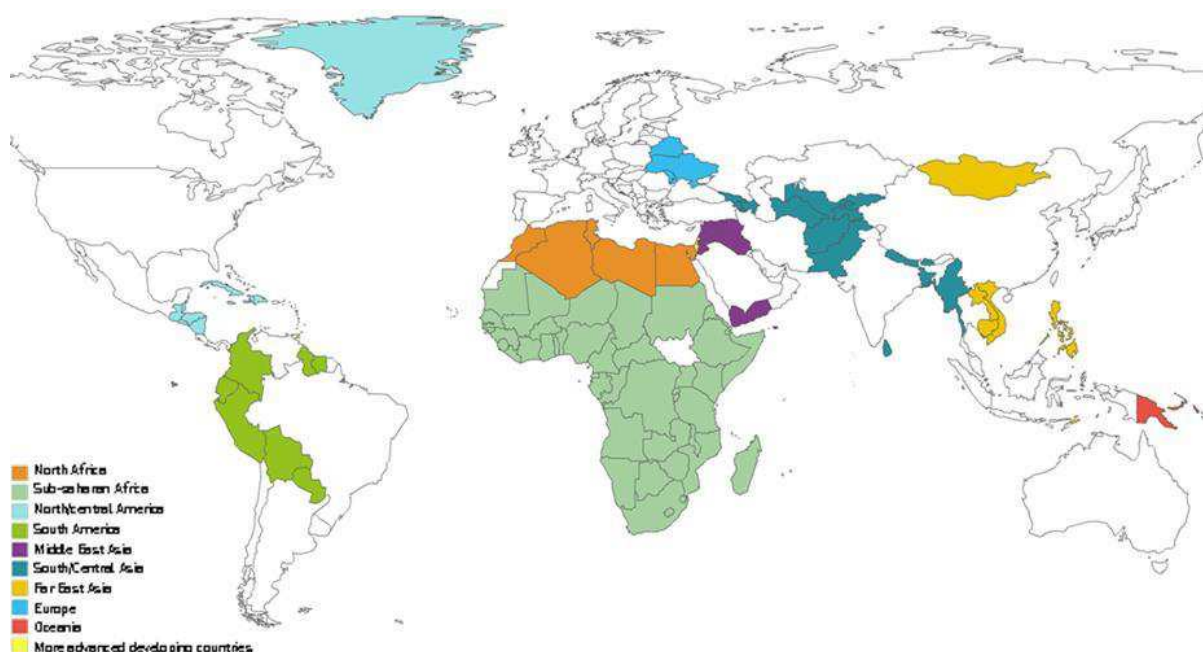 North Africa
Sub-saharan Africa
North/central America
South America
Middle East Asia
South/Central Asia
Far East Asia
Europe
Oceania
More advanced developing countries